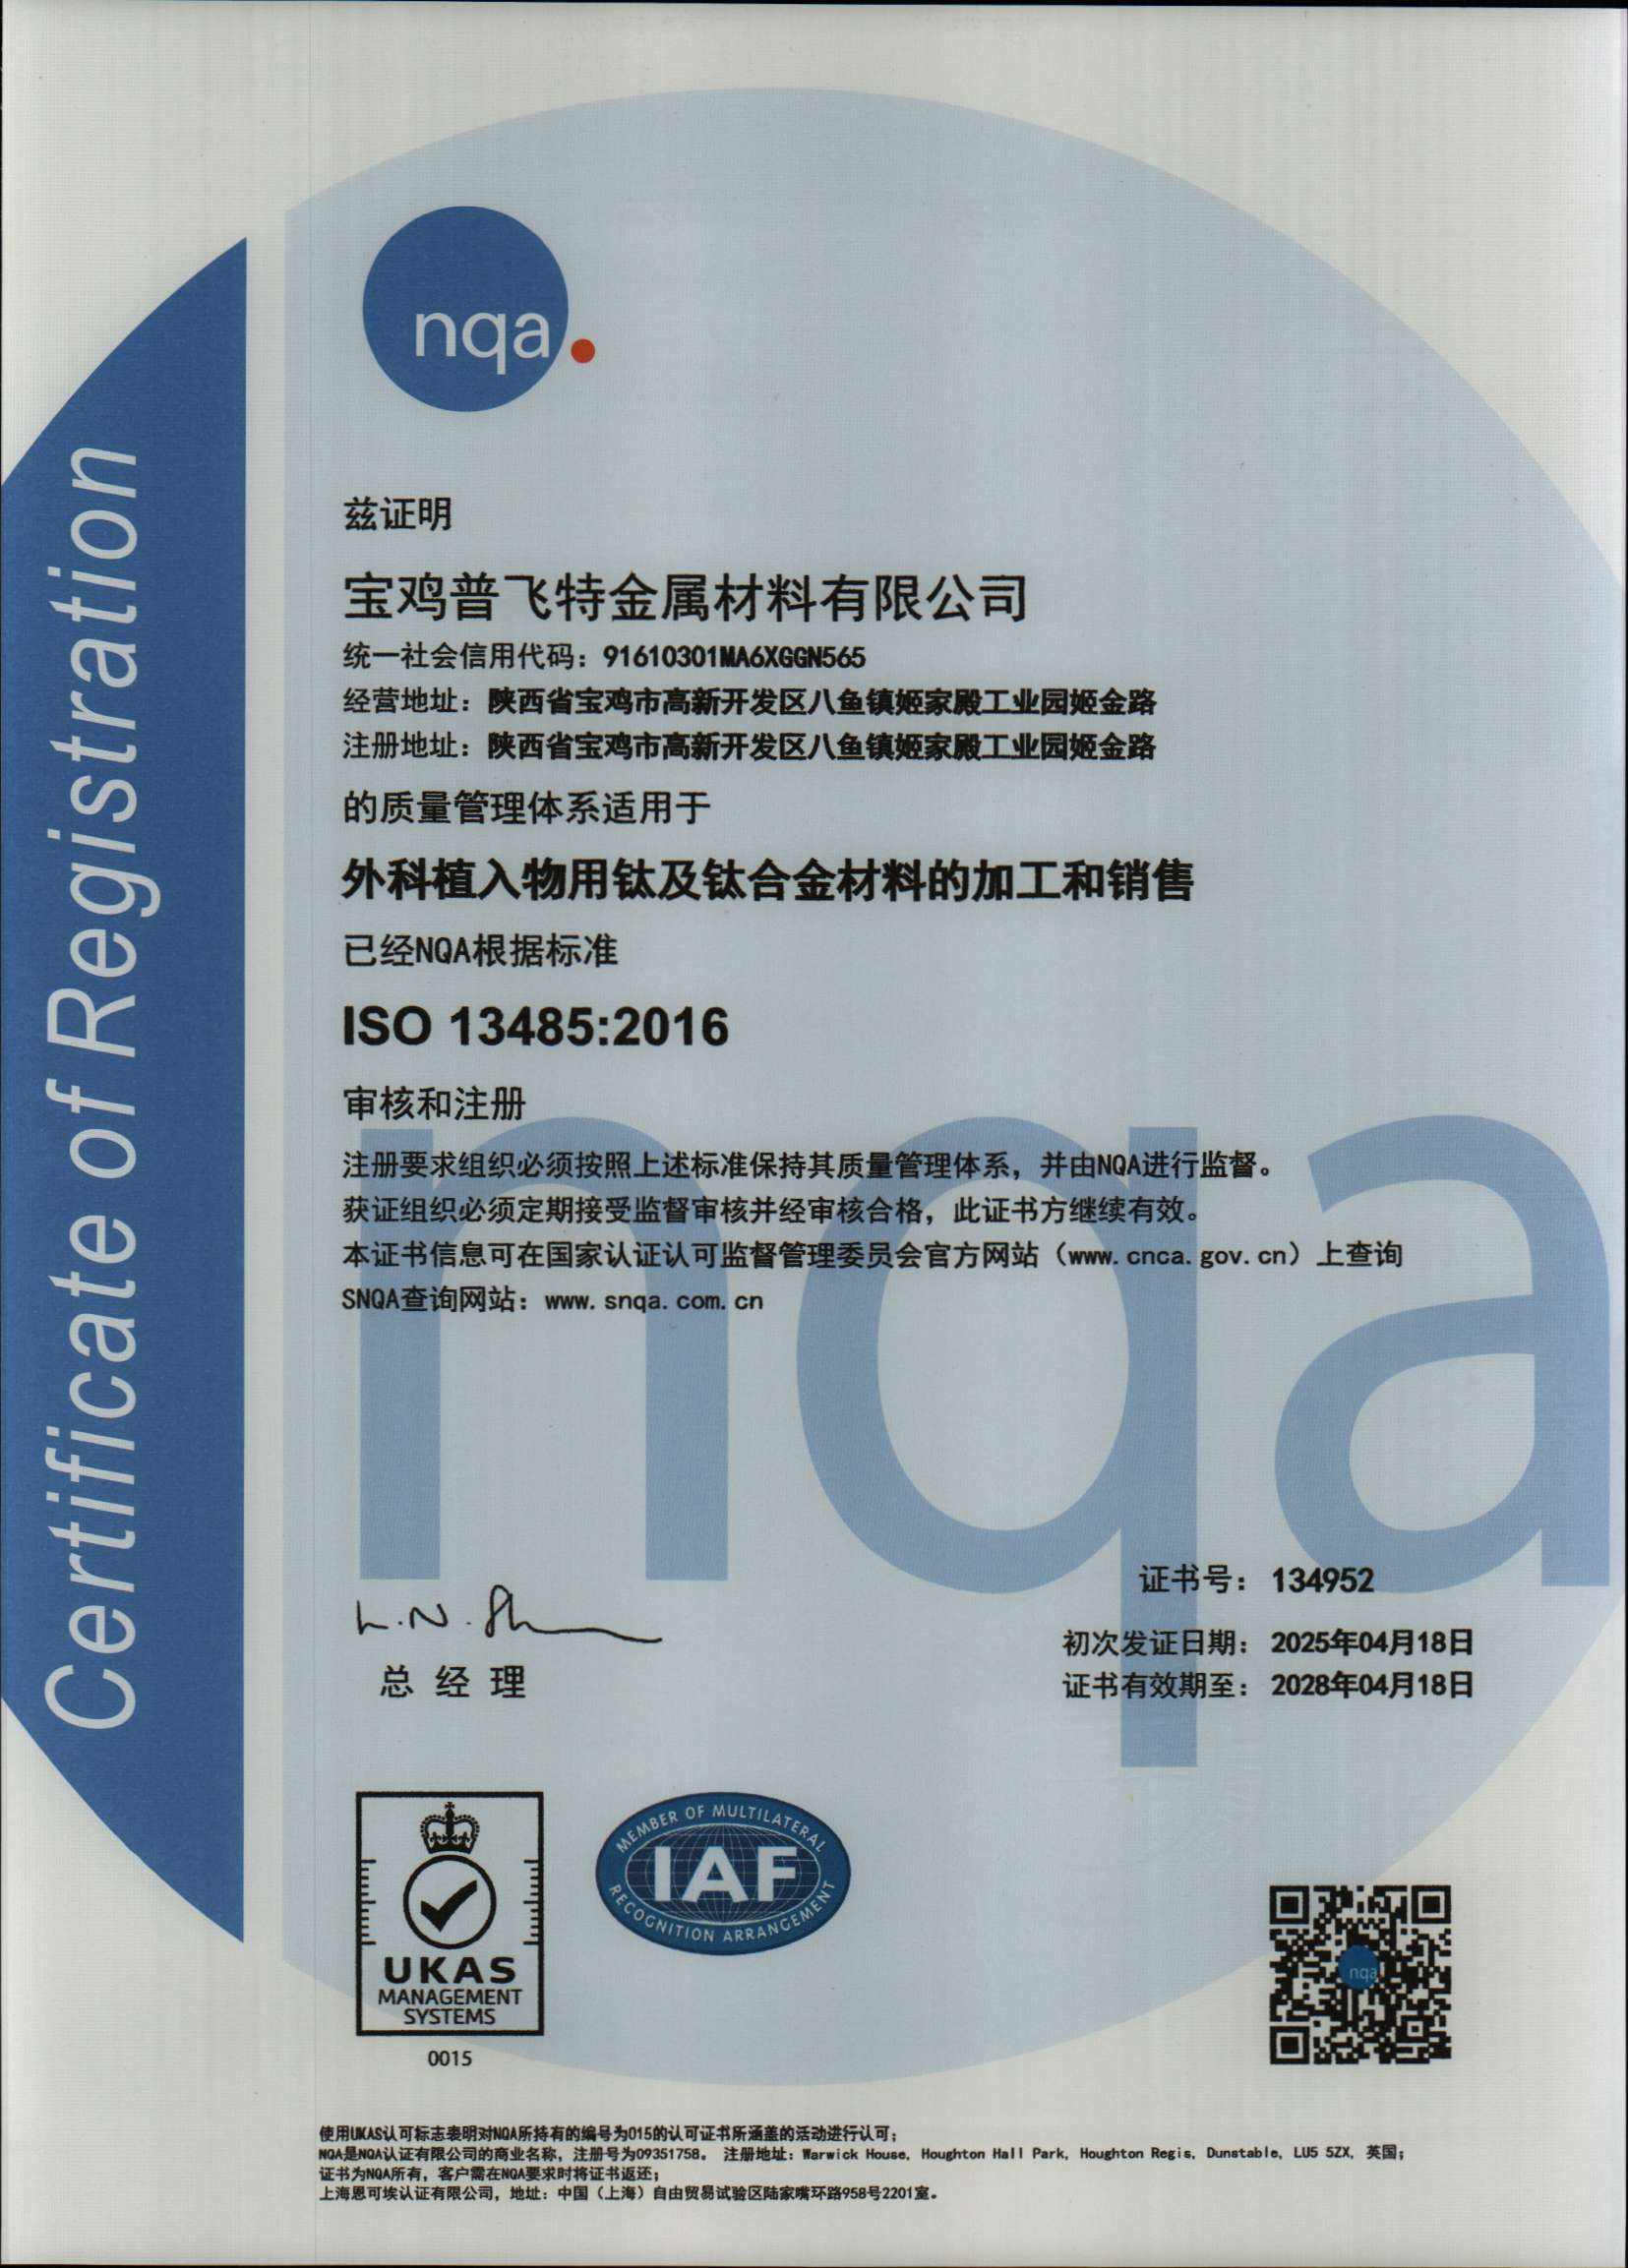 Certificate of Registration
nqa.
兹证明
宝鸡普飞特金属材料有限公司
统一社会信用代码：91610301MA6XGGN565
经营地址：陕西省宝鸡市高新开发区八鱼镇姬家殿工业园姬金路
注册地址：陕西省宝鸡市高新开发区八鱼镇姬家殿工业园姬金路
的质量管理体系适用于
外科植入物用钛及钛合金材料的加工和销售
已经NQA根据标准
ISO 13485:2016
审核和注册
注册要求组织必须按照上述标准保持其质量管理体系，并由NQA进行监督。
获证组织必须定期接受监督审核并经审核合格，此证书方继续有效。
本证书信息可在国家认证认可监督管理委员会官方网站（www.cnca.gov.cn）上查询
SNQA查询网站：www.snqa.com.cn
nqa
证书号：134952
初次发证日期：2025年04月18日
证书有效期至：2028年04月18日
总 经 理
UKAS
MANAGEMENT
SYSTEMS
0015
MEMBER OF MULTILATERAL
IAF
RECOGNITION ARRANGEMENT
nqa
使用UKAS认可标志表明对NQA所持有的编号为015的认可证书所涵盖的活动进行认可；
NQA是NQA认证有限公司的商业名称，注册号为09351758。 注册地址：Warwick House, Houghton Hall Park, Houghton Regis, Dunstable, LU5 5ZX, 英国；
证书为NQA所有，客户需在NQA要求时将证书返还；
上海恩可埃认证有限公司，地址：中国（上海）自由贸易试验区陆家嘴环路958号2201室。